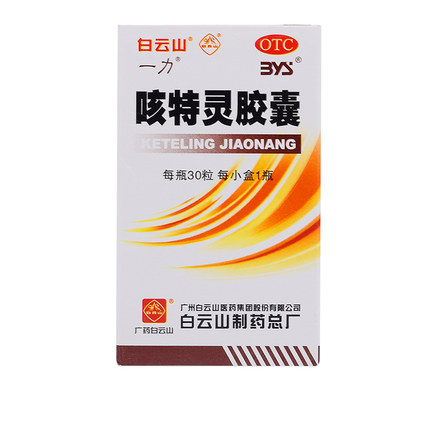 白云山®
OTC
一力®
BYS®
咳特灵胶囊
KETELING JIAONANG
每瓶30粒 每小盒1瓶
广药白云山
广州白云山医药集团股份有限公司
白云山制药总厂